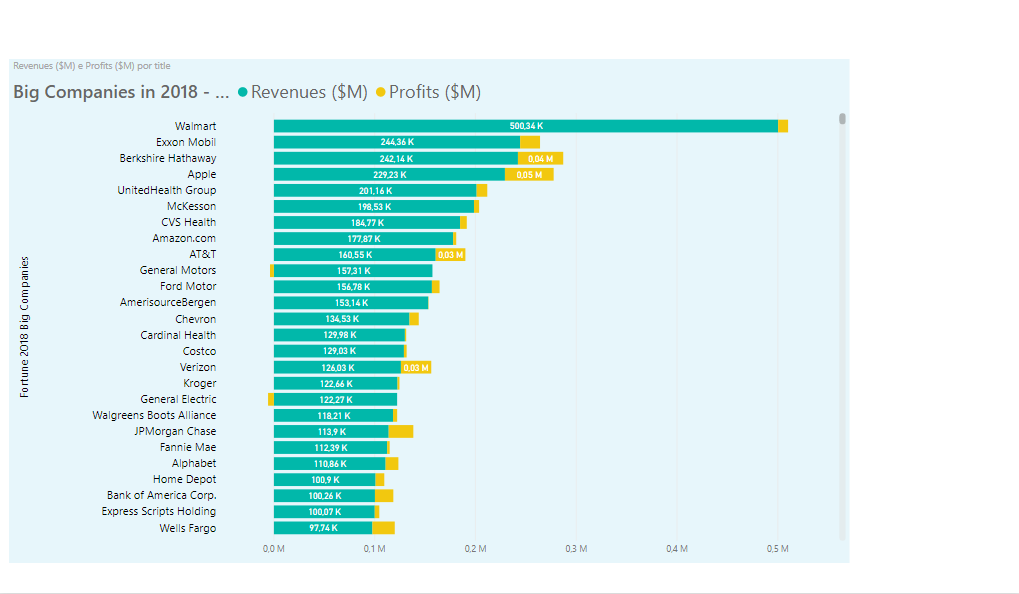 Revenues ($M) e Profits ($M) por title
Big Companies in 2018 - ... Revenues ($M) Profits ($M)
Fortune 2018 Big Companies
Walmart 500,34 K
Exxon Mobil 244,36 K
Berkshire Hathaway 242,14 K 0,04 M
Apple 229,23 K 0,05 M
UnitedHealth Group 201,16 K
McKesson 198,53 K
CVS Health 184,77 K
Amazon.com 177,87 K
AT&T 160,55 K 0,03 M
General Motors 157,31 K
Ford Motor 156,78 K
AmerisourceBergen 153,14 K
Chevron 134,53 K
Cardinal Health 129,98 K
Costco 129,03 K
Verizon 126,03 K 0,03 M
Kroger 122,66 K
General Electric 122,27 K
Walgreens Boots Alliance 118,21 K
JPMorgan Chase 113,9 K
Fannie Mae 112,39 K
Alphabet 110,86 K
Home Depot 100,9 K
Bank of America Corp. 100,26 K
Express Scripts Holding 100,07 K
Wells Fargo 97,74 K
0,0 M 0,1 M 0,2 M 0,3 M 0,4 M 0,5 M